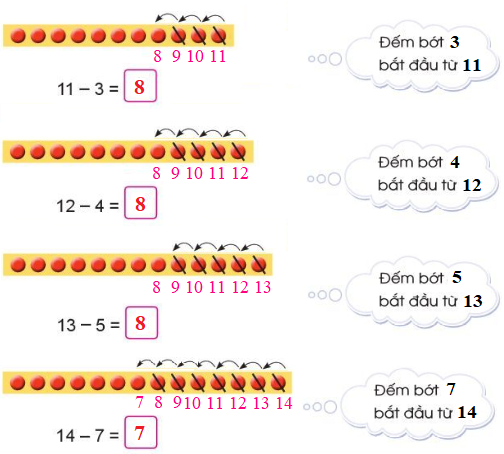 8 9 10 11
11 – 3 = 8
Đếm bớt 3
bắt đầu từ 11
8 9 10 11 12
12 – 4 = 8
Đếm bớt 4
bắt đầu từ 12
8 9 10 11 12 13
13 – 5 = 8
Đếm bớt 5
bắt đầu từ 13
7 8 9 10 11 12 13 14
14 – 7 = 7
Đếm bớt 7
bắt đầu từ 14